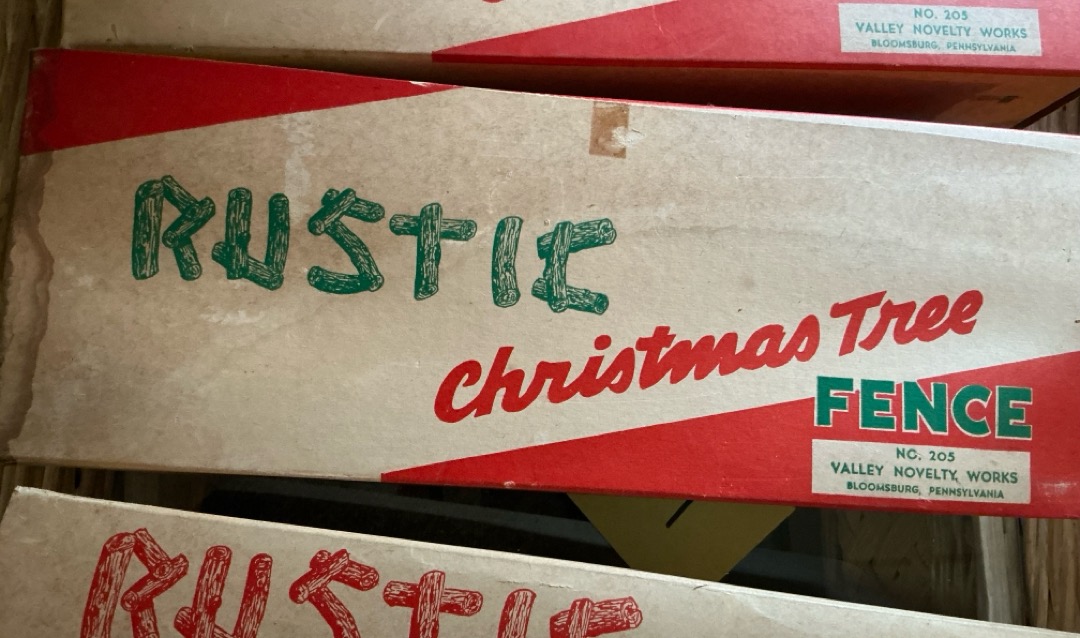 NO. 205
VALLEY NOVELTY WORKS
BLOOMSBURG, PENNSYLVANIA
RUSTIC
Christmas Tree
FENCE
NO. 205
VALLEY NOVELTY WORKS
BLOOMSBURG, PENNSYLVANIA
RUSTIC